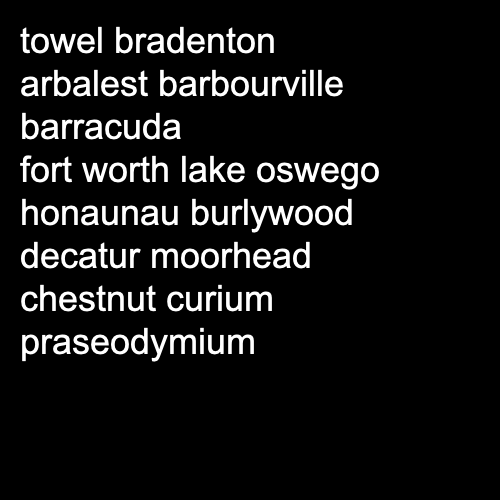 towel bradenton
arbalest barbourville
barracuda
fort worth lake oswego
honaunau burlywood
decatur moorhead
chestnut curium
praseodymium